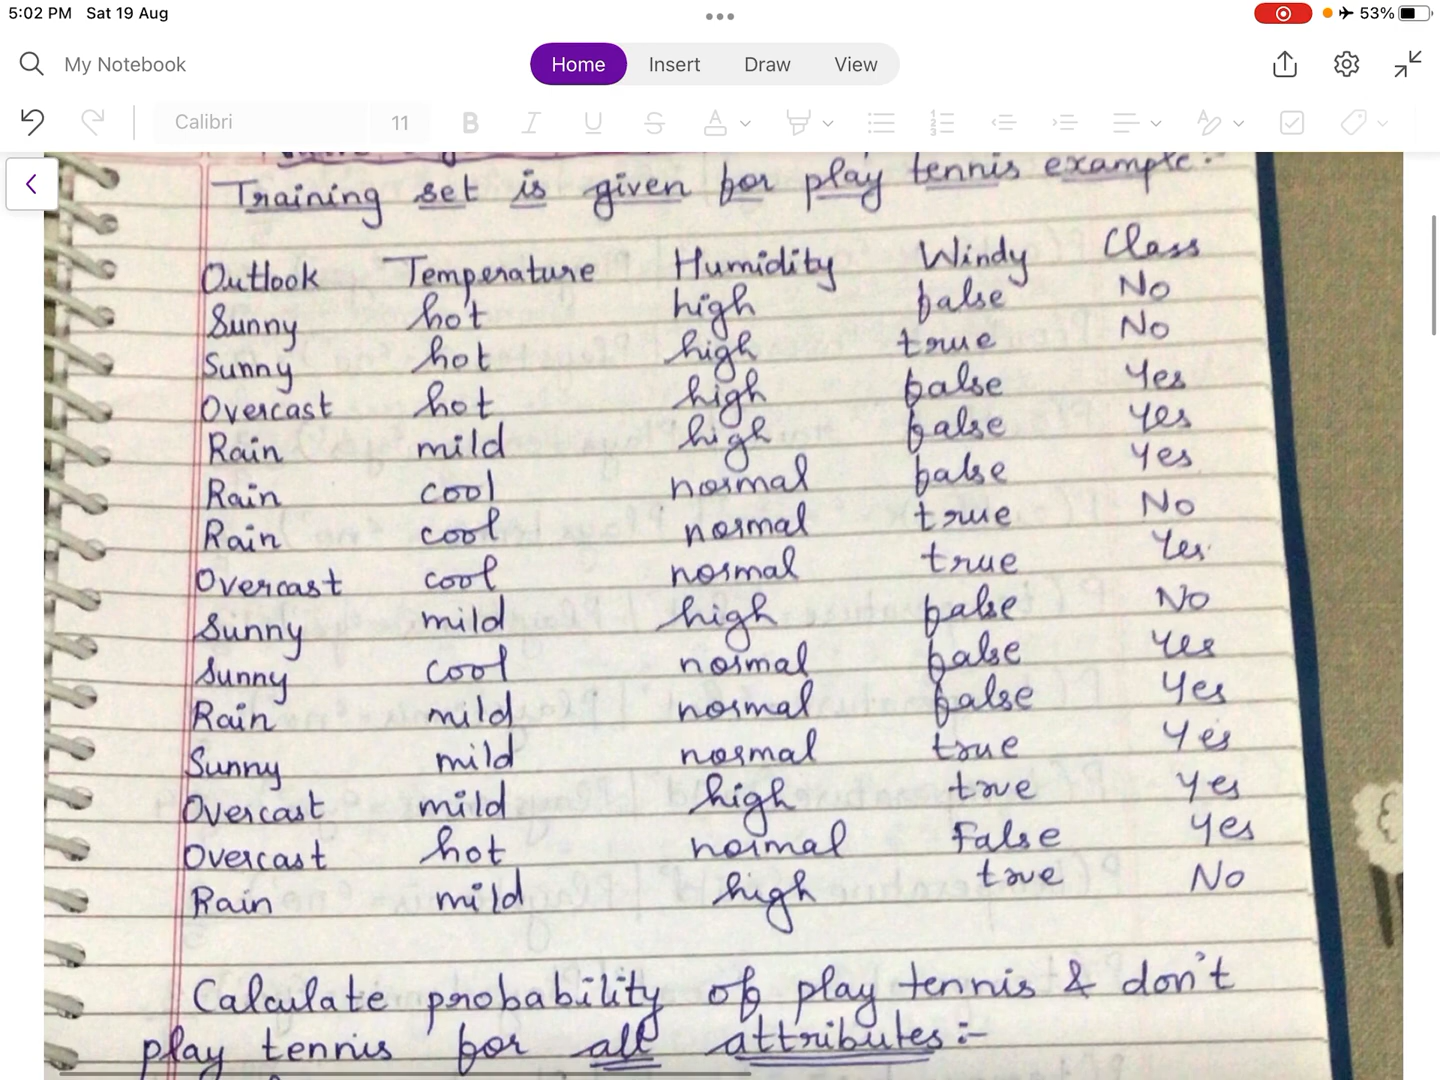 5:02 PM Sat 19 Aug
53%
My Notebook
Home Insert Draw View
Calibri 11 B I U S A
Training set is given for play tennis example:-
Outlook Temperature Humidity Windy Class
Sunny hot high false No
Sunny hot high true No
Overcast hot high false Yes
Rain mild high false Yes
Rain cool normal false Yes
Rain cool normal true No
Overcast cool normal true Yes
Sunny mild high false No
Sunny cool normal false Yes
Rain mild normal false Yes
Sunny mild normal true Yes
Overcast mild high true Yes
Overcast hot normal False Yes
Rain mild high true No
Calculate probability of play tennis & don't
play tennis for all attributes:-